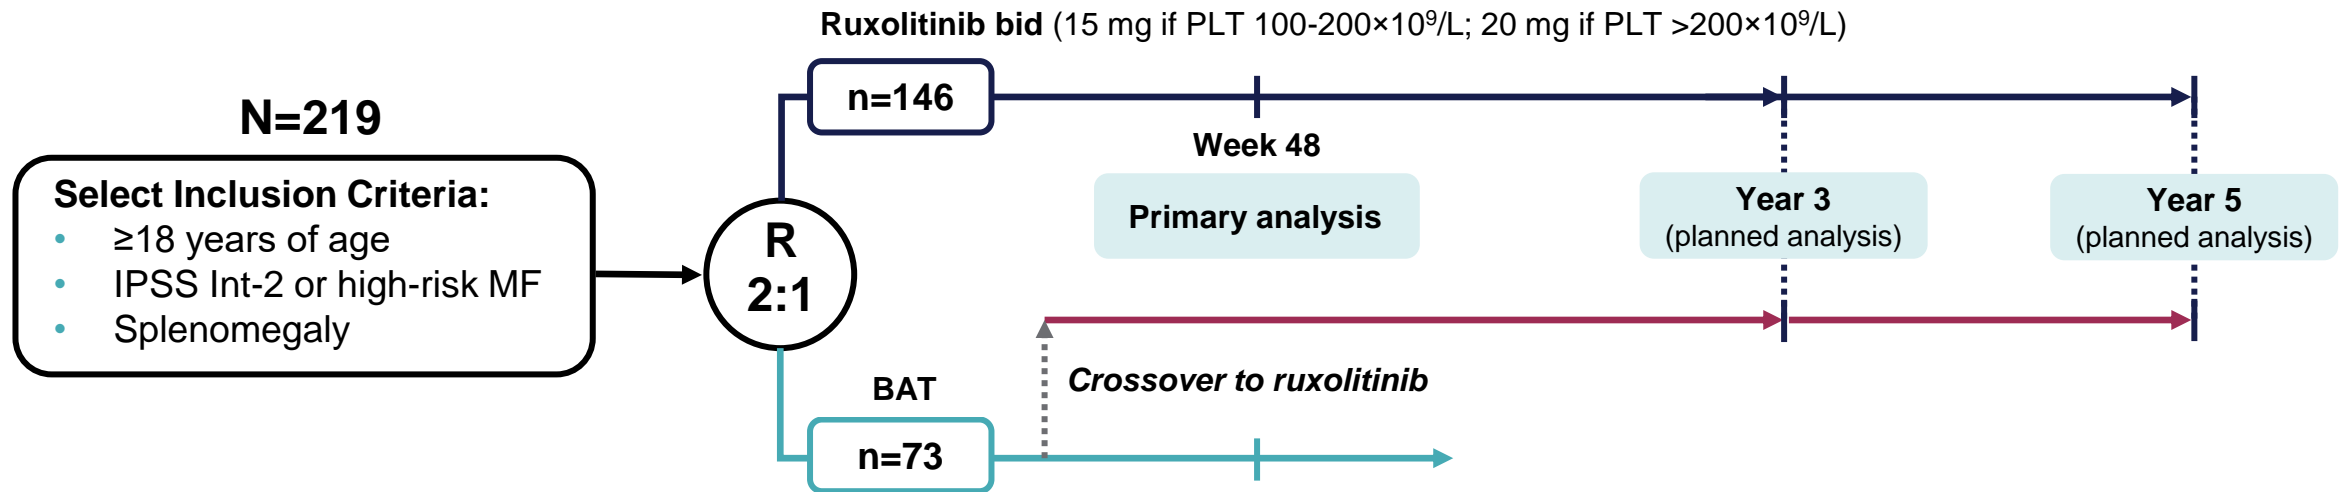 Ruxolitinib bid (15 mg if PLT 100-200×10⁹/L; 20 mg if PLT >200×10⁹/L)
n=146
N=219
Week 48
Select Inclusion Criteria:
• ≥18 years of age
• IPSS Int-2 or high-risk MF
• Splenomegaly
Primary analysis
Year 3
(planned analysis)
Year 5
(planned analysis)
R
2:1
Crossover to ruxolitinib
BAT
n=73